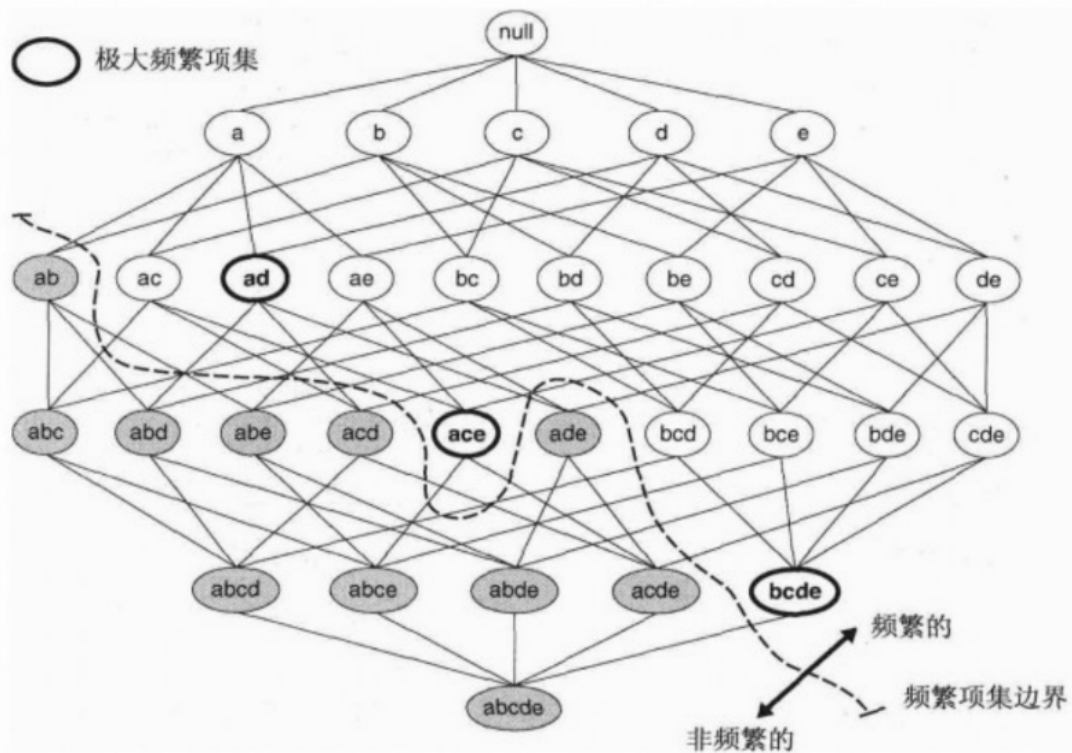 null
极大频繁项集
a b c d e
ab ac ad ae bc bd be cd ce de
abc abd abe acd ace ade bcd bce bde cde
abcd abce abde acde bcde
频繁的
abcde
频繁项集边界
非频繁的